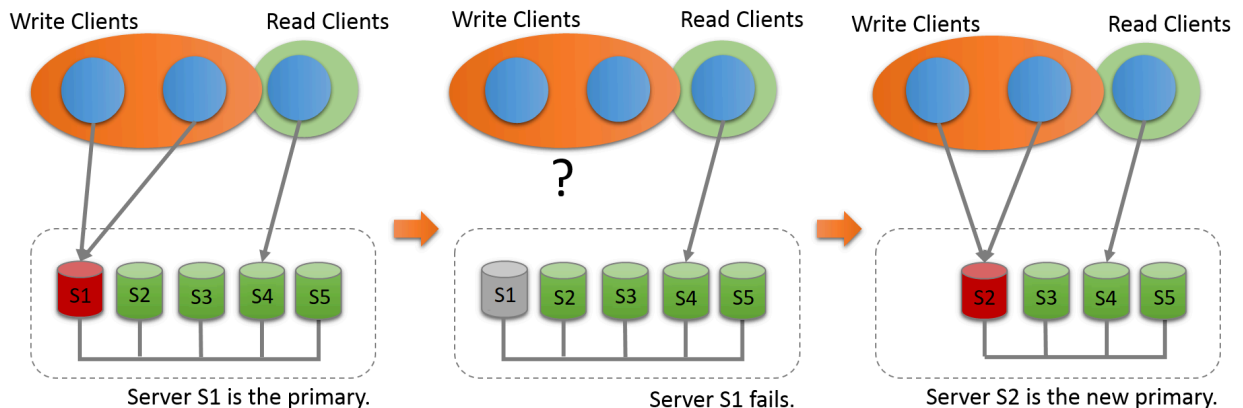 Write Clients Read Clients
S1 S2 S3 S4 S5
Server S1 is the primary.
Write Clients Read Clients
?
S1 S2 S3 S4 S5
Server S1 fails.
Write Clients Read Clients
S2 S3 S4 S5
Server S2 is the new primary.